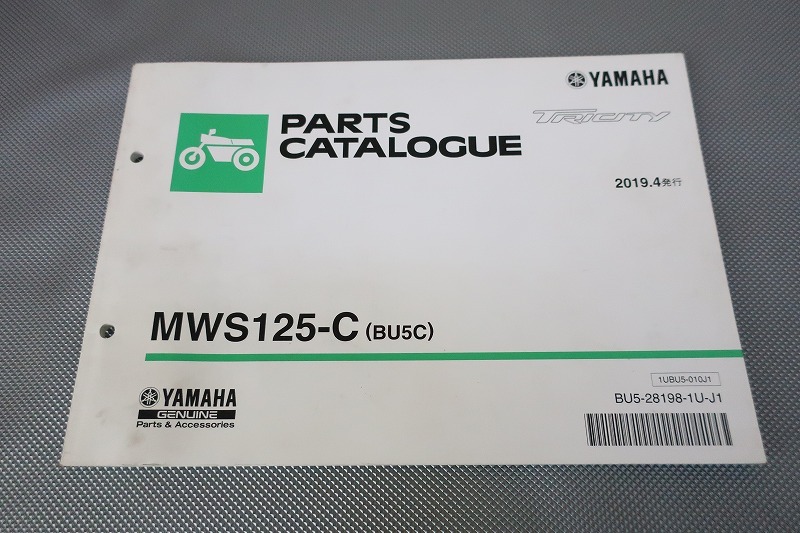 YAMAHA
TRICITY
PARTS
CATALOGUE
2019.4発行
MWS125-C (BU5C)
1UBU5-010J1
BU5-28198-1U-J1
YAMAHA
GENUINE
Parts & Accessories